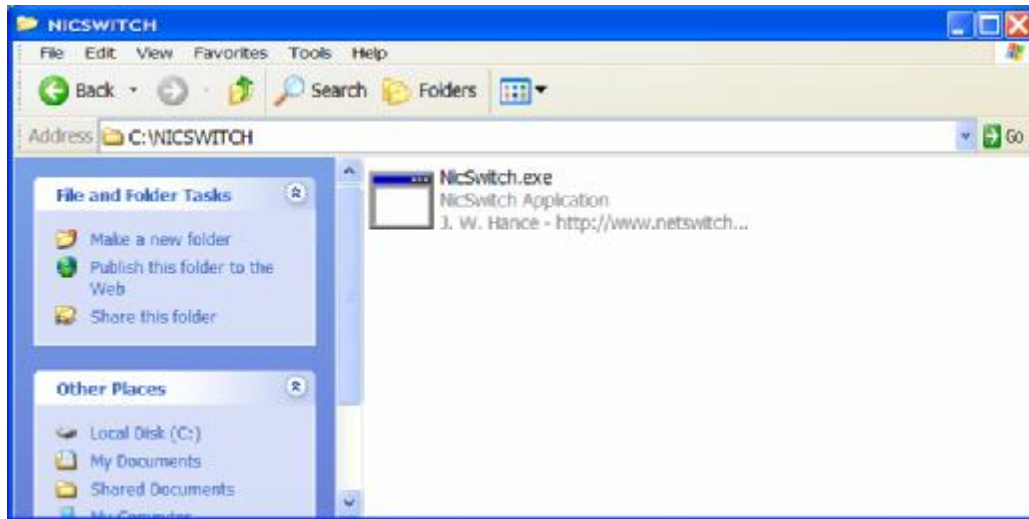 NICSWITCH
File Edit View Favorites Tools Help
Back Search Folders
Address C:\NICSWITCH Go
File and Folder Tasks
Make a new folder
Publish this folder to the
Web
Share this folder
Other Places
Local Disk (C:)
My Documents
Shared Documents
My Computer
NicSwitch.exe
NicSwitch Application
J. W. Hance - http://www.netswitch...